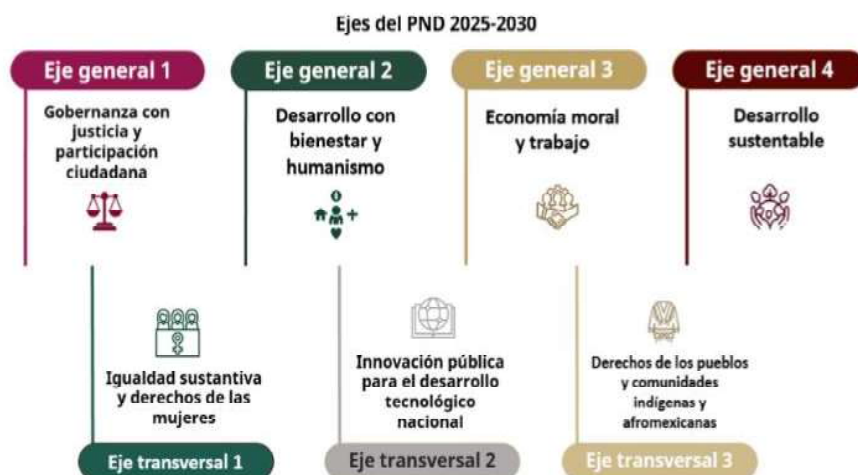 Ejes del PND 2025-2030
Eje general 1
Gobernanza con
justicia y
participación
ciudadana
Eje general 2
Desarrollo con
bienestar y
humanismo
Eje general 3
Economía moral
y trabajo
Eje general 4
Desarrollo
sustentable
Igualdad sustantiva
y derechos de las
mujeres
Eje transversal 1
Innovación pública
para el desarrollo
tecnológico
nacional
Eje transversal 2
Derechos de los pueblos
y comunidades
indígenas y
afromexicanas
Eje transversal 3